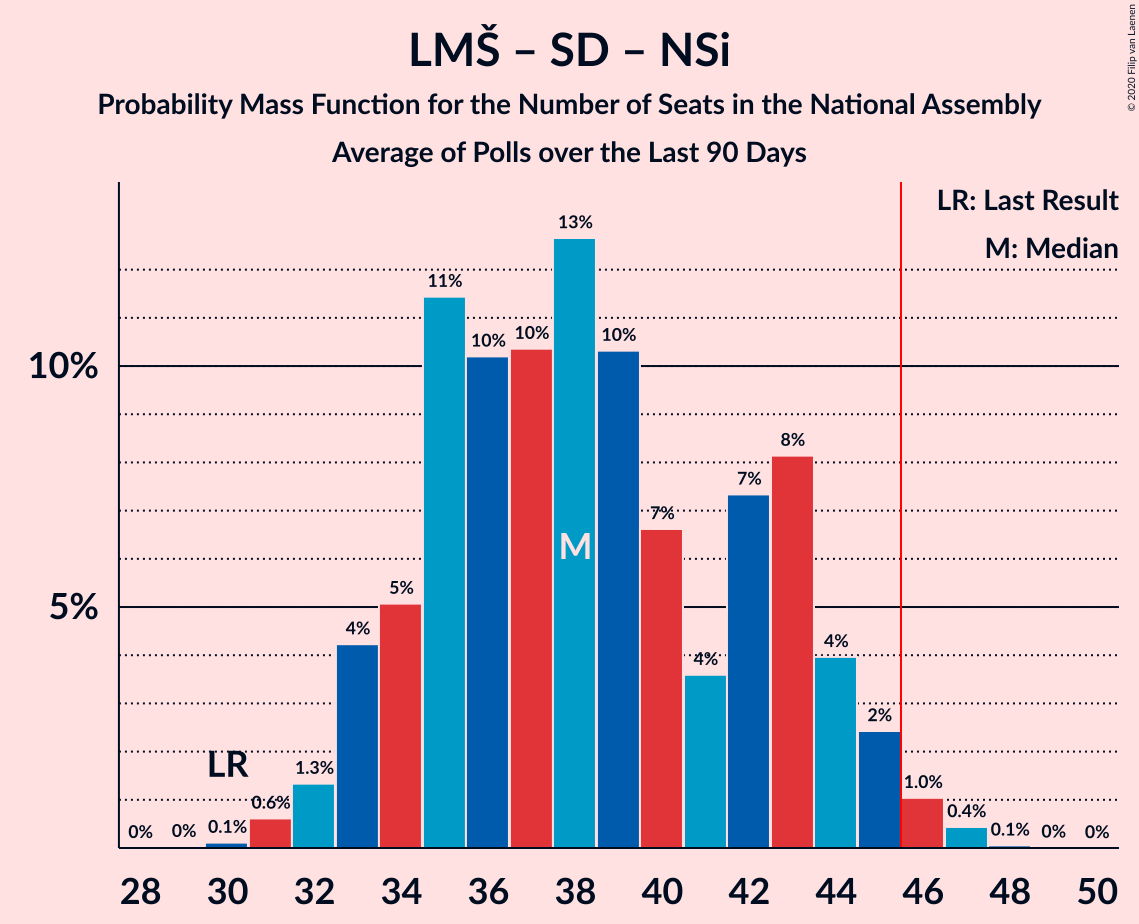 LMŠ – SD – NSi
Probability Mass Function for the Number of Seats in the National Assembly
Average of Polls over the Last 90 Days
© 2020 Filip van Laenen
LR: Last Result
M: Median
10%
5%
0%
0%
0.1%
LR
0.6%
1.3%
4%
5%
11%
10%
10%
13%
M
10%
7%
4%
7%
8%
4%
2%
1.0%
0.4%
0.1%
0%
0%
28 30 32 34 36 38 40 42 44 46 48 50